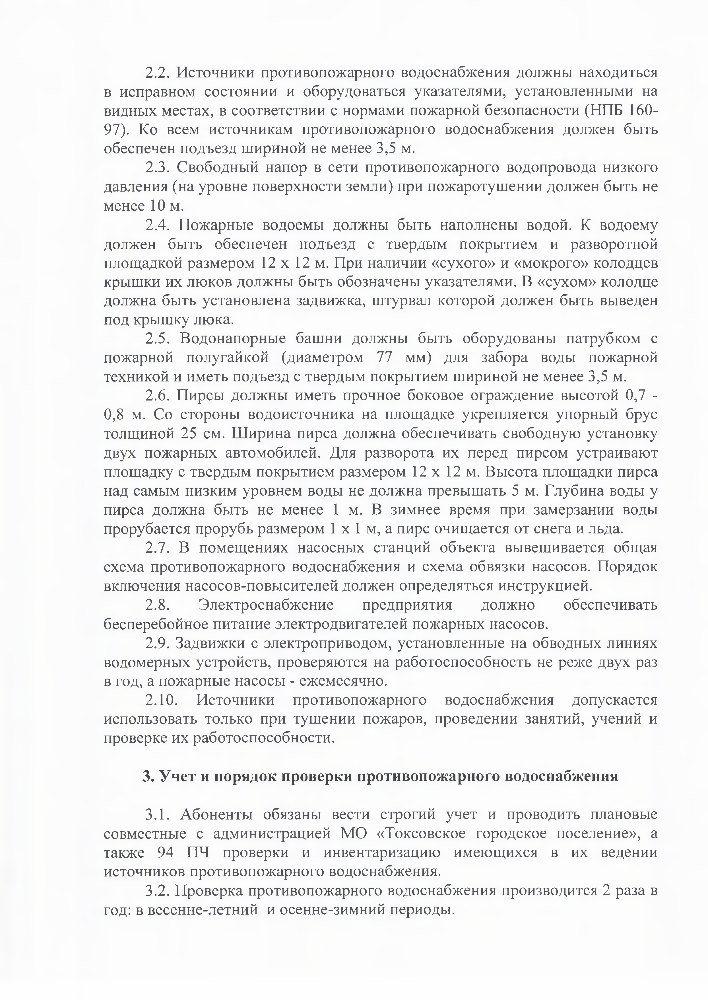 2.2. Источники противопожарного водоснабжения должны находиться
в исправном состоянии и оборудоваться указателями, установленными на
видных местах, в соответствии с нормами пожарной безопасности (НПБ 160-
97). Ко всем источникам противопожарного водоснабжения должен быть
обеспечен подъезд шириной не менее 3,5 м.
2.3. Свободный напор в сети противопожарного водопровода низкого
давления (на уровне поверхности земли) при пожаротушении должен быть не
менее 10 м.
2.4. Пожарные водоемы должны быть наполнены водой. К водоему
должен быть обеспечен подъезд с твердым покрытием и разворотной
площадкой размером 12 x 12 м. При наличии «сухого» и «мокрого» колодцев
крышки их люков должны быть обозначены указателями. В «сухом» колодце
должна быть установлена задвижка, штурвал которой должен быть выведен
под крышку люка.
2.5. Водонапорные башни должны быть оборудованы патрубком с
пожарной полугайкой (диаметром 77 мм) для забора воды пожарной
техникой и иметь подъезд с твердым покрытием шириной не менее 3,5 м.
2.6. Пирсы должны иметь прочное боковое ограждение высотой 0,7 -
0,8 м. Со стороны водоисточника на площадке укрепляется упорный брус
толщиной 25 см. Ширина пирса должна обеспечивать свободную установку
двух пожарных автомобилей. Для разворота их перед пирсом устраивают
площадку с твердым покрытием размером 12 x 12 м. Высота площадки пирса
над самым низким уровнем воды не должна превышать 5 м. Глубина воды у
пирса должна быть не менее 1 м. В зимнее время при замерзании воды
прорубается прорубь размером 1 x 1 м, а пирс очищается от снега и льда.
2.7. В помещениях насосных станций объекта вывешивается общая
схема противопожарного водоснабжения и схема обвязки насосов. Порядок
включения насосов-повысителей должен определяться инструкцией.
2.8. Электроснабжение предприятия должно обеспечивать
бесперебойное питание электродвигателей пожарных насосов.
2.9. Задвижки с электроприводом, установленные на обводных линиях
водомерных устройств, проверяются на работоспособность не реже двух раз
в год, а пожарные насосы - ежемесячно.
2.10. Источники противопожарного водоснабжения допускается
использовать только при тушении пожаров, проведении занятий, учений и
проверке их работоспособности.
3. Учет и порядок проверки противопожарного водоснабжения
3.1. Абоненты обязаны вести строгий учет и проводить плановые
совместные с администрацией МО «Токсовское городское поселение», а
также 94 ПЧ проверки и инвентаризацию имеющихся в их ведении
источников противопожарного водоснабжения.
3.2. Проверка противопожарного водоснабжения производится 2 раза в
год: в весенне-летний и осенне-зимний периоды.